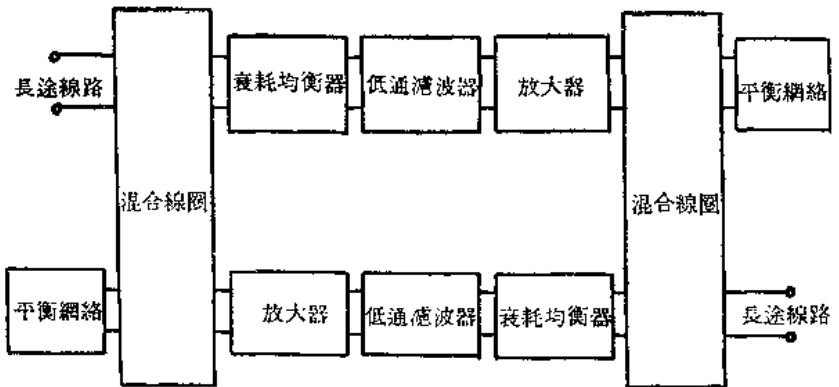 長途線路
衰耗均衡器
低通濾波器
放大器
平衡網絡
混合線圈
混合線圈
平衡網絡
放大器
低通濾波器
衰耗均衡器
長途線路